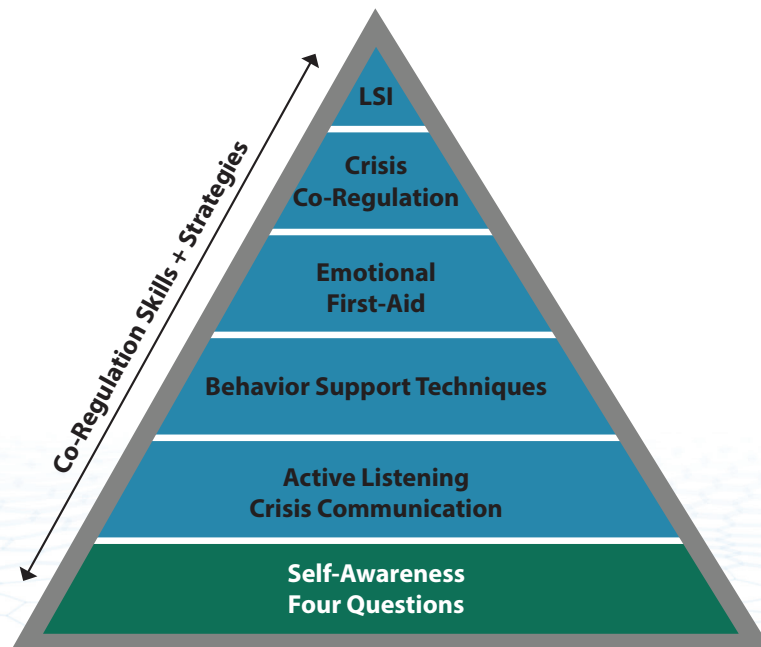 LSI
Crisis
Co-Regulation
Emotional
First-Aid
Behavior Support Techniques
Active Listening
Crisis Communication
Self-Awareness
Four Questions
Co-Regulation Skills + Strategies